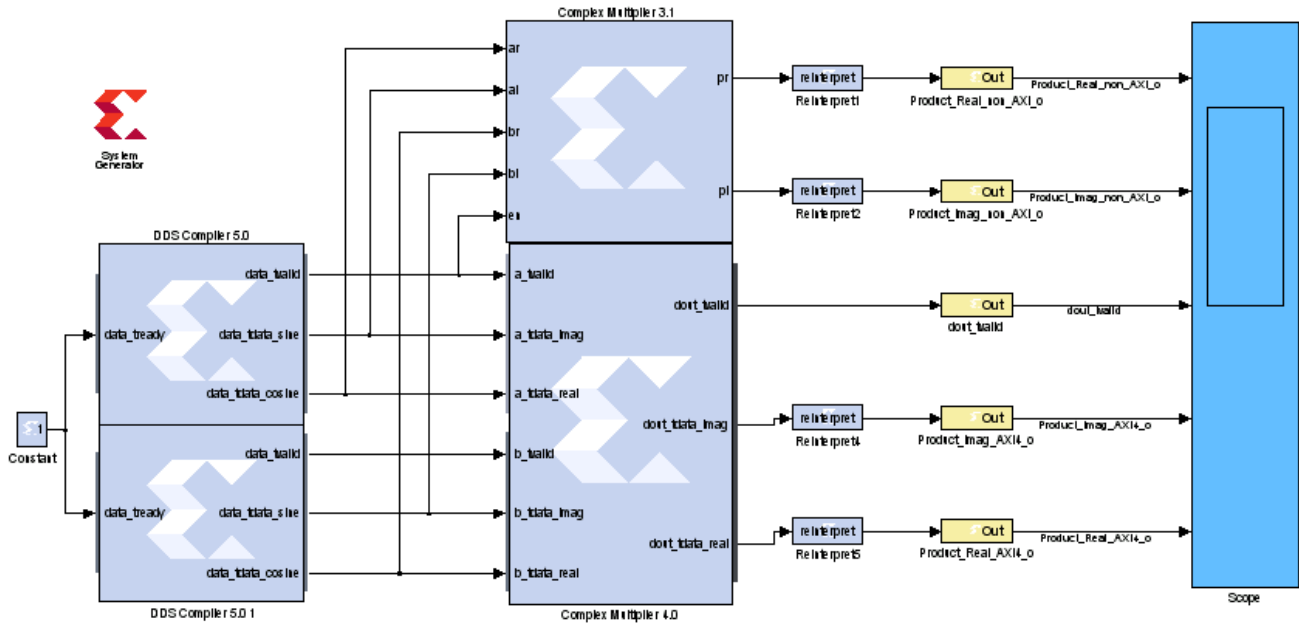 Complex Multiplier 3.1
ar
ai
br
bi
en
pr
pi
reinterpret
Reinterpret1
Out
Product_Real_non_AXI_o
Product_Real_non_AXI_o
reinterpret
Reinterpret2
Out
Product_Imag_non_AXI_o
Product_Imag_non_AXI_o
System
Generator
DDS Compiler 5.0
data_tready
data_tvalid
data_tdata_sine
data_tdata_cosine
1
Constant
data_tready
data_tvalid
data_tdata_sine
data_tdata_cosine
DDS Compiler 5.0 1
a_tvalid
a_tdata_imag
a_tdata_real
b_tvalid
b_tdata_imag
b_tdata_real
dout_tvalid
dout_tdata_imag
dout_tdata_real
Complex Multiplier 4.0
Out
dout_tvalid
dout_tvalid
reinterpret
Reinterpret4
Out
Product_Imag_AXI4_o
Product_Imag_AXI4_o
reinterpret
Reinterpret5
Out
Product_Real_AXI4_o
Product_Real_AXI4_o
Scope